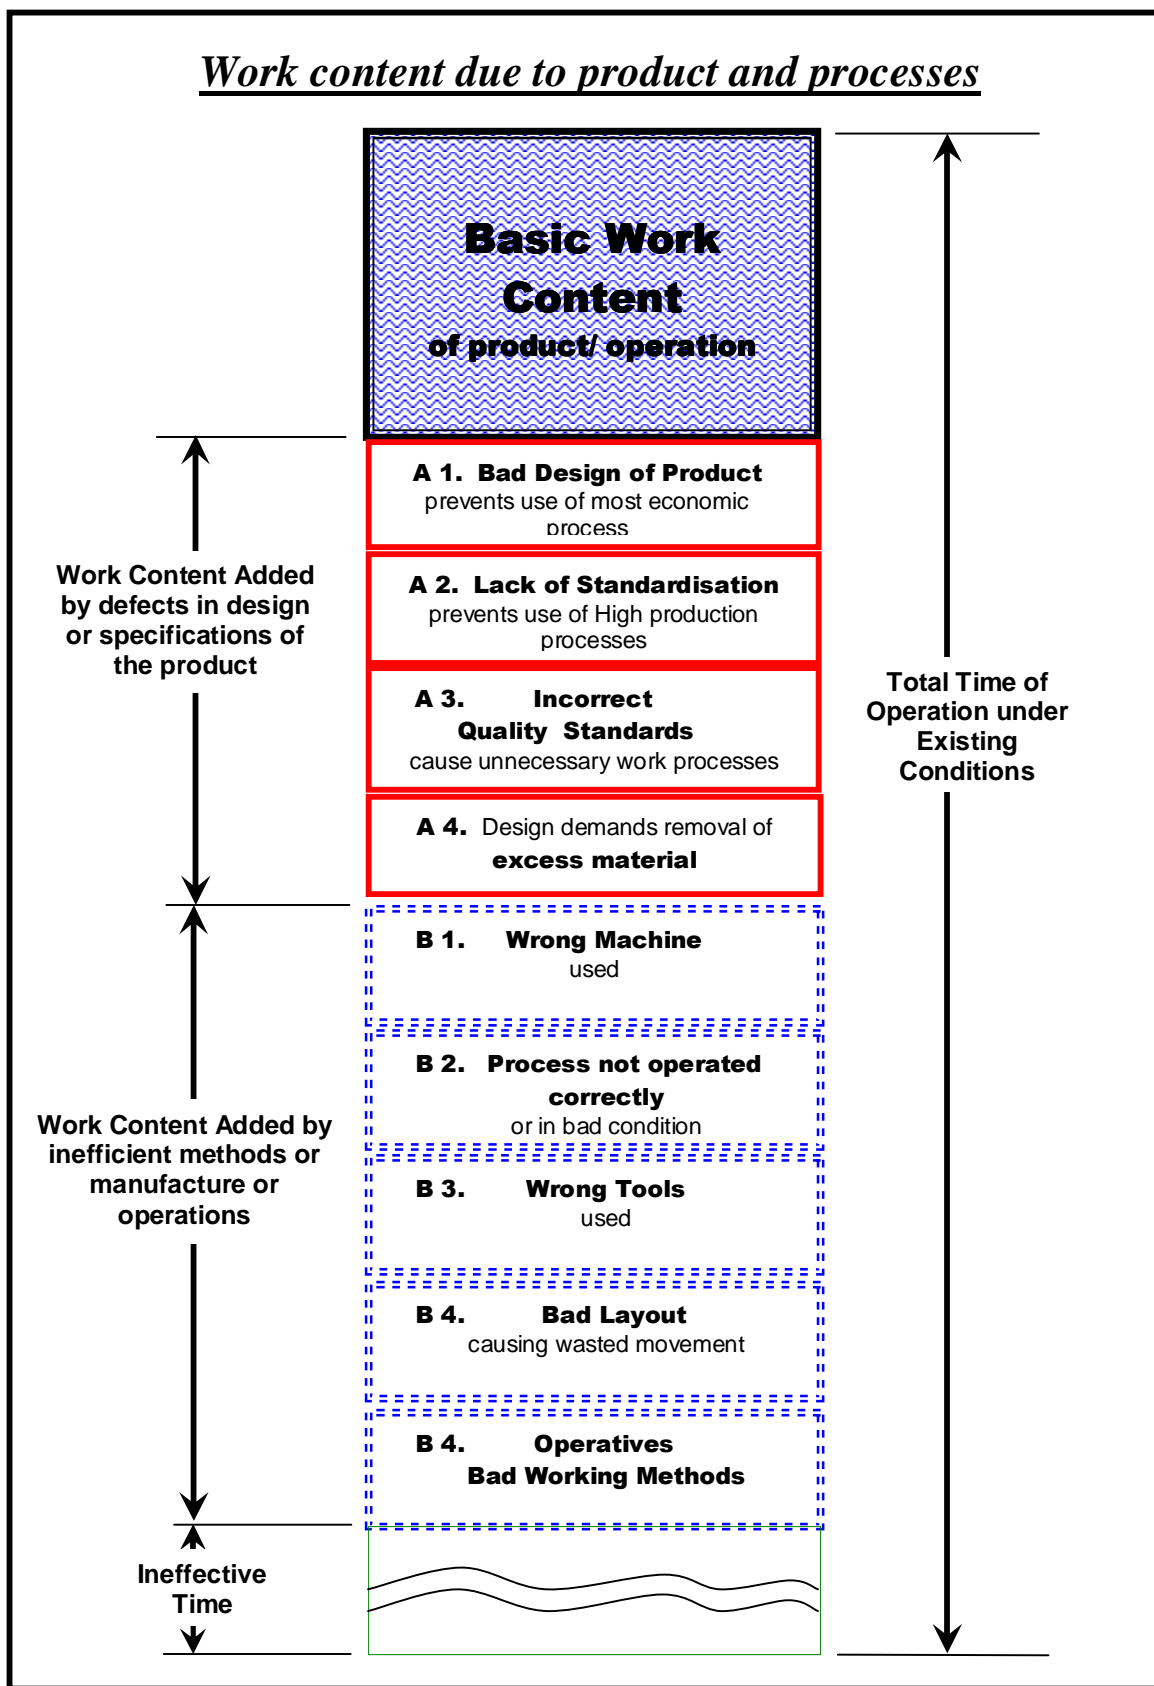 Work content due to product and processes
Basic Work
Content
of product/ operation
A 1. Bad Design of Product
prevents use of most economic
process
Work Content Added
by defects in design
or specifications of
the product
A 2. Lack of Standardisation
prevents use of High production
processes
A 3. Incorrect
Quality Standards
cause unnecessary work processes
Total Time of
Operation under
Existing
Conditions
A 4. Design demands removal of
excess material
B 1. Wrong Machine
used
B 2. Process not operated
correctly
or in bad condition
Work Content Added by
inefficient methods or
manufacture or
operations
B 3. Wrong Tools
used
B 4. Bad Layout
causing wasted movement
B 4. Operatives
Bad Working Methods
Ineffective
Time